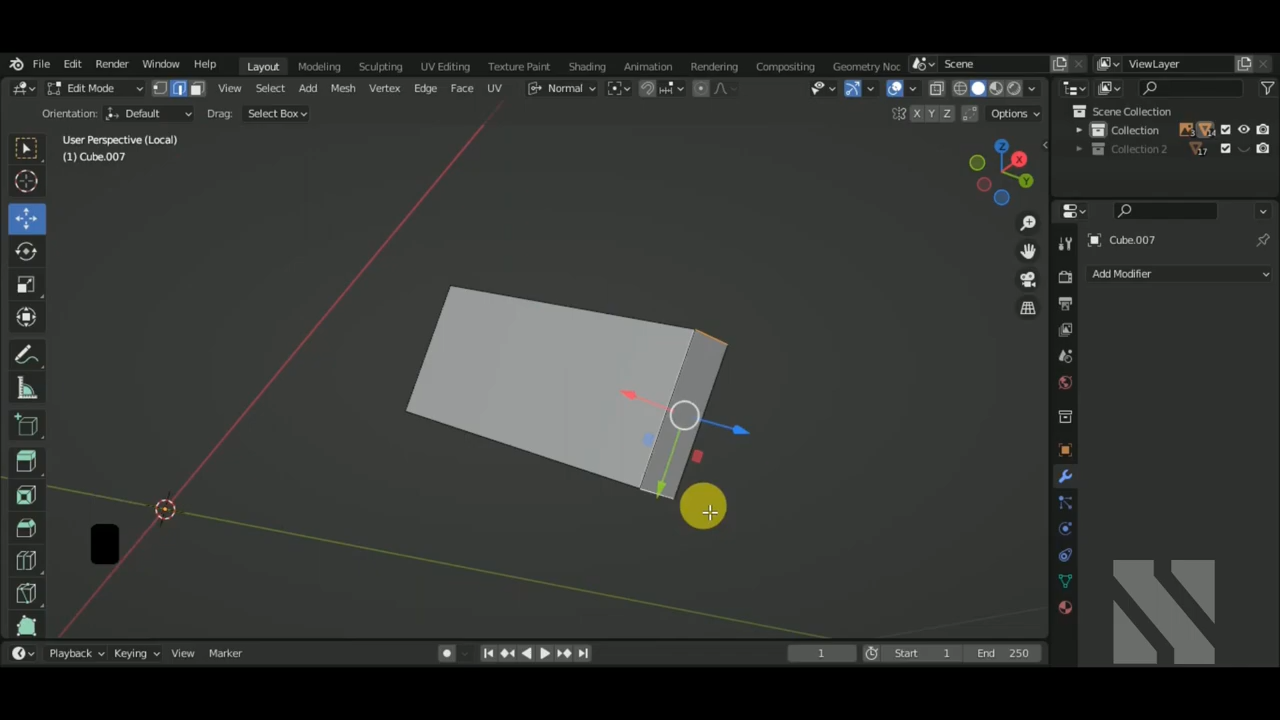 File Edit Render Window Help Layout Modeling Sculpting UV Editing Texture Paint Shading Animation Rendering Compositing Geometry Noc Scene ViewLayer
Edit Mode View Select Add Mesh Vertex Edge Face UV Normal
Orientation: Default Drag: Select Box X Y Z Options
Scene Collection
Collection 3 14
Collection 2 17
User Perspective (Local)
(1) Cube.007
Z
X
Y
Cube.007
Add Modifier
Playback Keying View Marker 1 Start 1 End 250